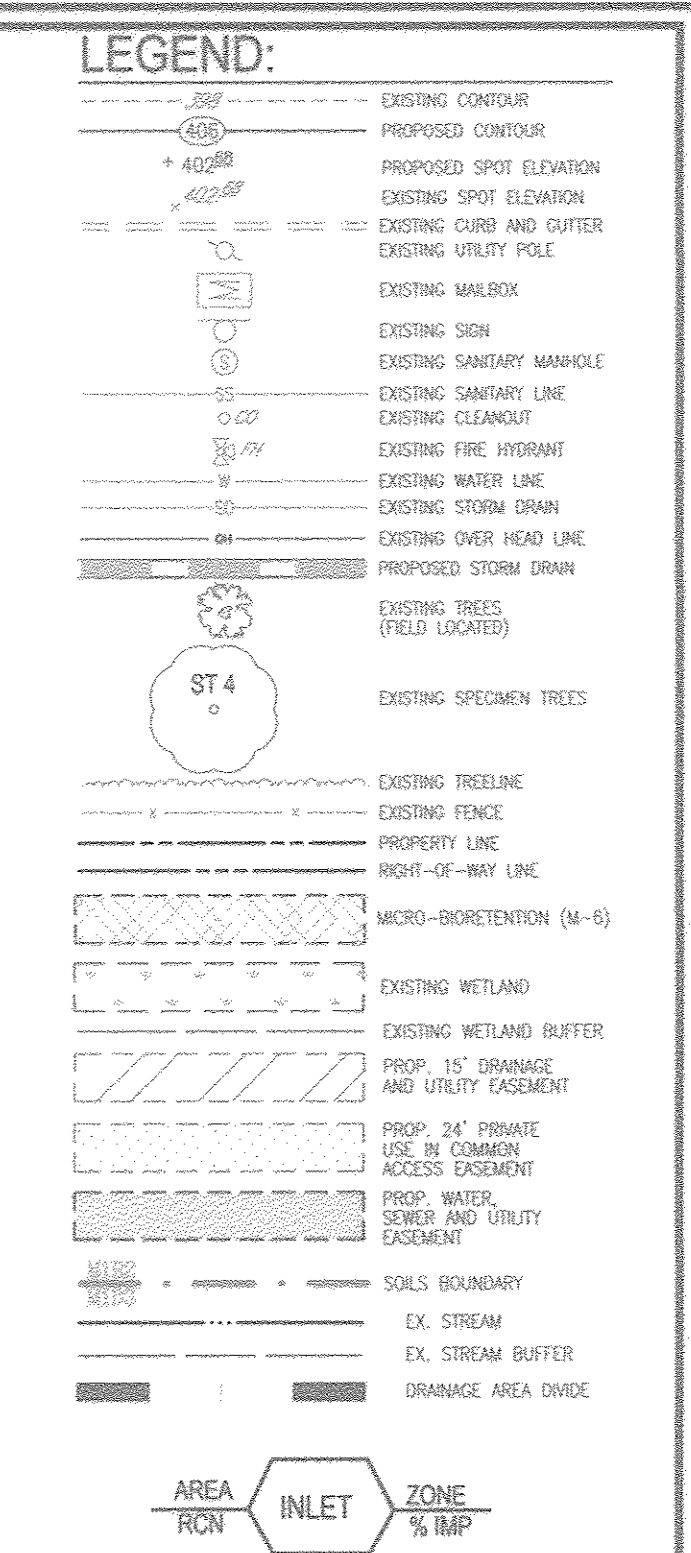 LEGEND:
398 EXISTING CONTOUR
406 PROPOSED CONTOUR
+ 402.88 PROPOSED SPOT ELEVATION
x 402.68 EXISTING SPOT ELEVATION
EXISTING CURB AND GUTTER
EXISTING UTILITY POLE
EXISTING MAILBOX
EXISTING SIGN
S EXISTING SANITARY MANHOLE
SS EXISTING SANITARY LINE
CO EXISTING CLEANOUT
FH EXISTING FIRE HYDRANT
W EXISTING WATER LINE
SD EXISTING STORM DRAIN
OH EXISTING OVER HEAD LINE
PROPOSED STORM DRAIN
EXISTING TREES
(FIELD LOCATED)
ST 4 EXISTING SPECIMEN TREES
EXISTING TREELINE
x x EXISTING FENCE
PROPERTY LINE
RIGHT-OF-WAY LINE
MICRO-BIORETENTION (M-6)
EXISTING WETLAND
EXISTING WETLAND BUFFER
PROP. 15' DRAINAGE
AND UTILITY EASEMENT
PROP. 24' PRIVATE
USE IN COMMON
ACCESS EASEMENT
PROP. WATER,
SEWER AND UTILITY
EASEMENT
SOILS BOUNDARY
EX. STREAM
EX. STREAM BUFFER
DRAINAGE AREA DIVIDE
AREA INLET ZONE
RCN % IMP